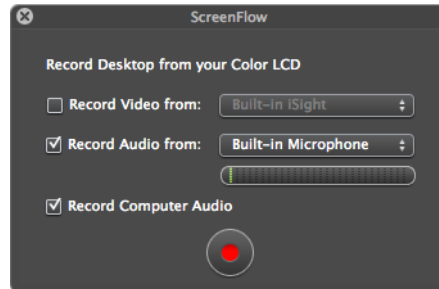 ScreenFlow
Record Desktop from your Color LCD
Record Video from: Built-in iSight
Record Audio from: Built-in Microphone
Record Computer Audio